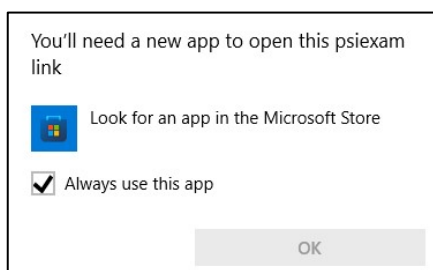 You'll need a new app to open this psiexam
link
Look for an app in the Microsoft Store
Always use this app
OK